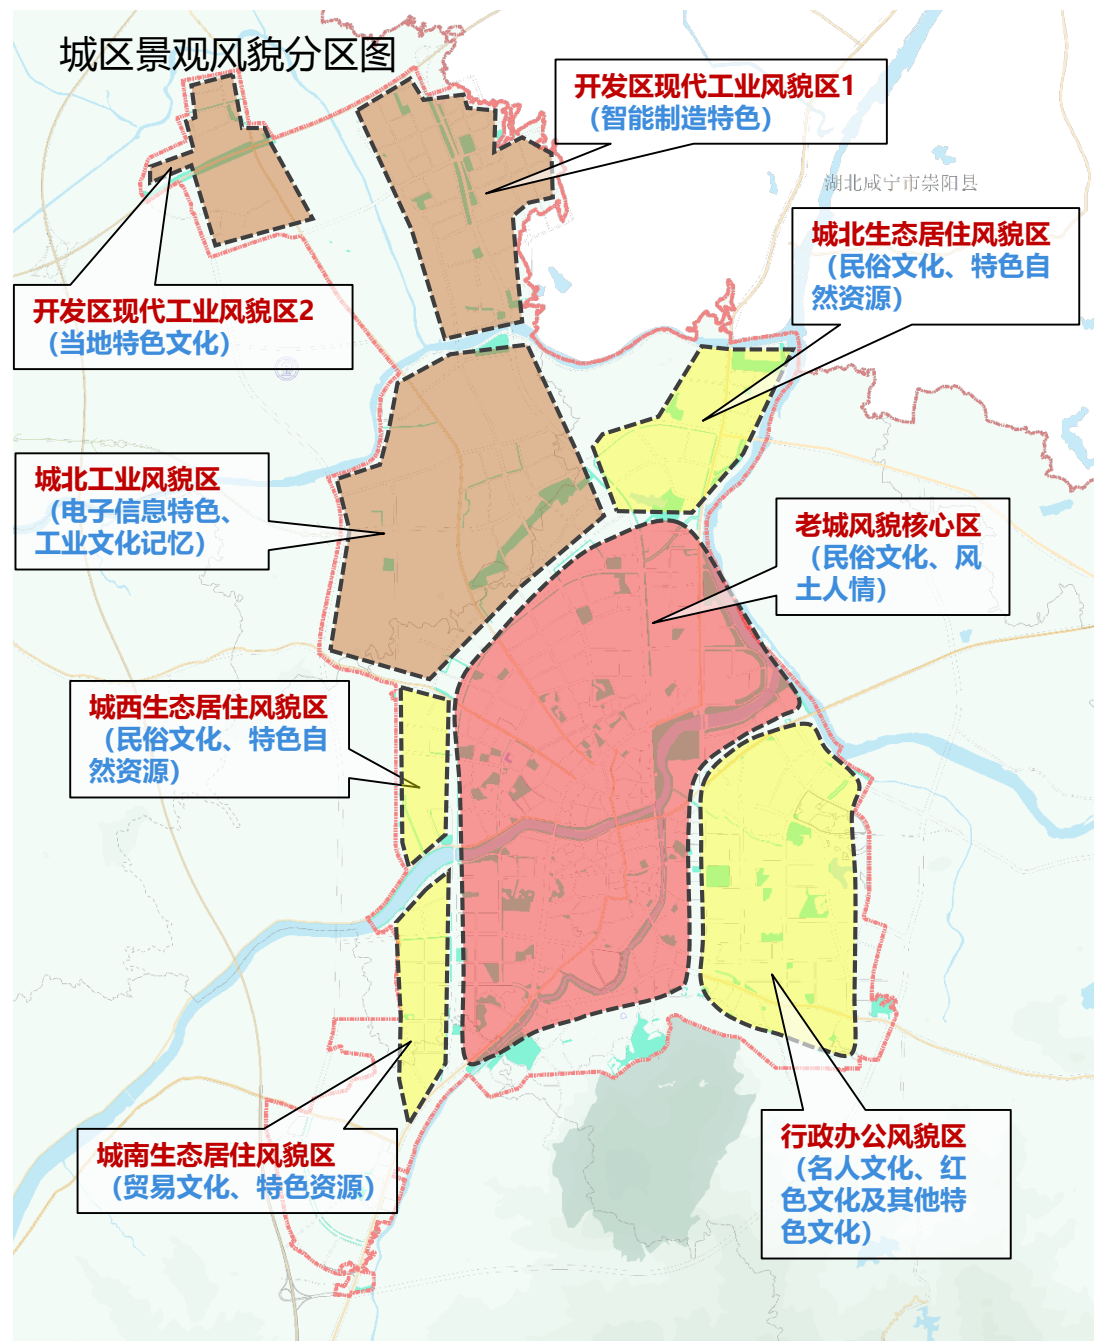 城区景观风貌分区图
开发区现代工业风貌区1
（智能制造特色）
湖北咸宁市崇阳县
城北生态居住风貌区
（民俗文化、特色自
然资源）
开发区现代工业风貌区2
（当地特色文化）
城北工业风貌区
（电子信息特色、
工业文化记忆）
老城风貌核心区
（民俗文化、风
土人情）
城西生态居住风貌区
（民俗文化、特色自
然资源）
城南生态居住风貌区
（贸易文化、特色资源）
行政办公风貌区
（名人文化、红
色文化及其他特
色文化）